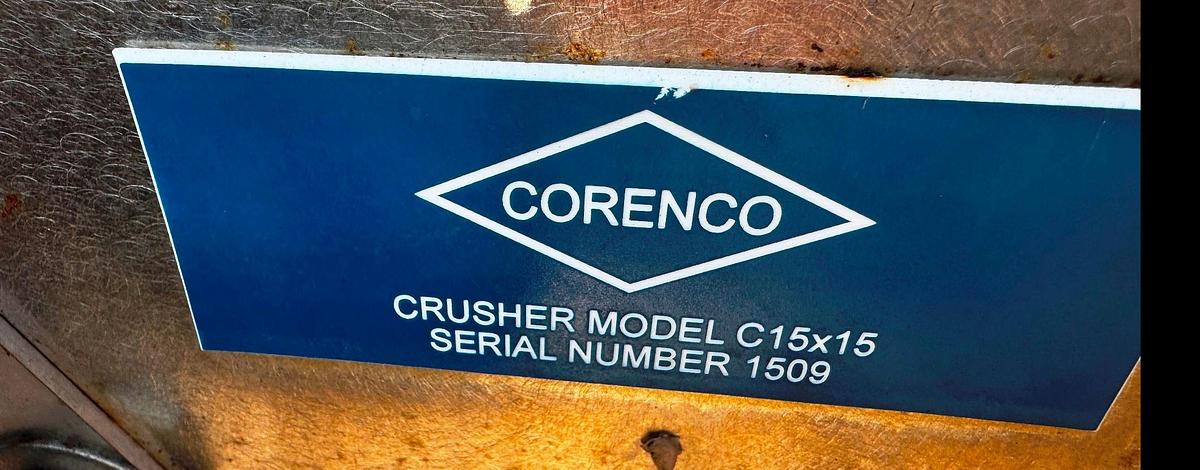 CORENCO
CRUSHER MODEL C15x15
SERIAL NUMBER 1509